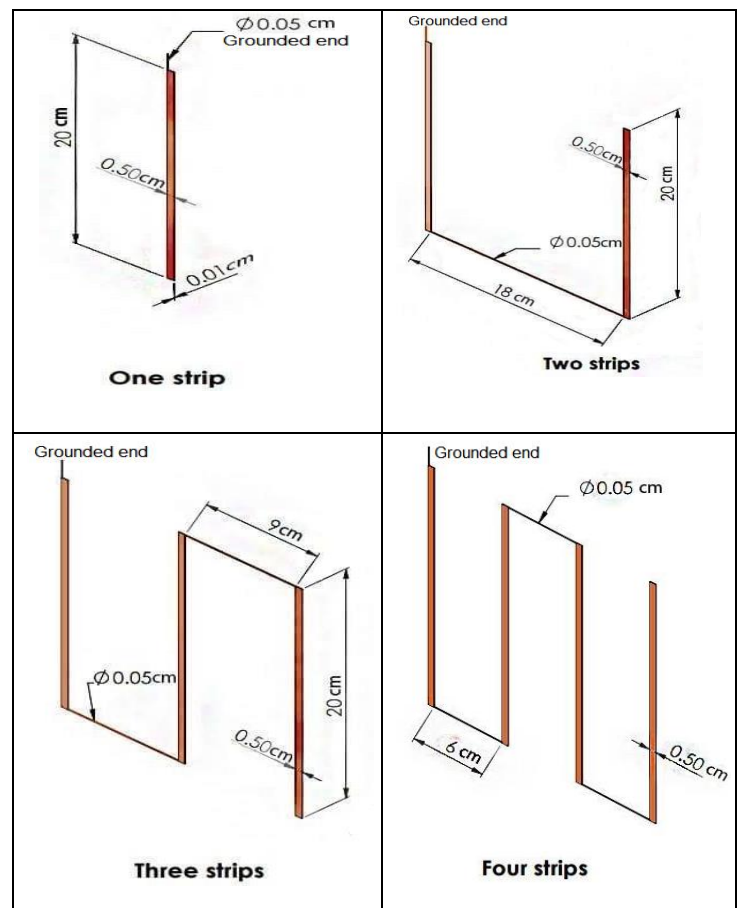 Ø0.05 cm
Grounded end
20 cm
0.50cm
0.01cm
One strip
Grounded end
0.50cm
20 cm
Ø0.05cm
18 cm
Two strips
Grounded end
9cm
Ø0.05cm
20 cm
0.50cm
Three strips
Grounded end
Ø0.05 cm
6 cm
0.50 cm
Four strips